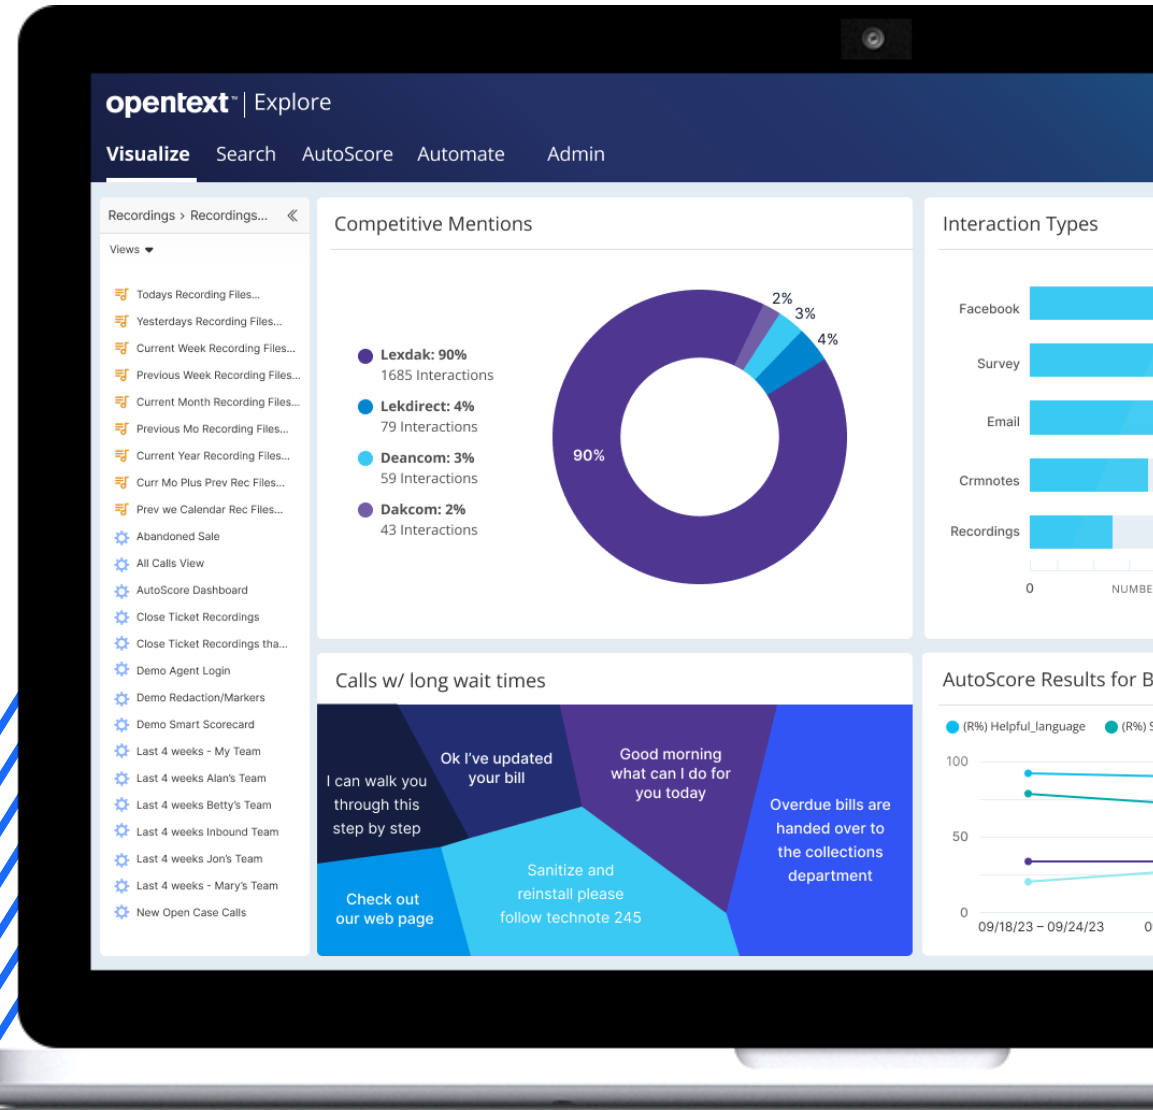 opentext™ | Explore
Visualize Search AutoScore Automate Admin
Recordings > Recordings...
Views
Todays Recording Files...
Yesterdays Recording Files...
Current Week Recording Files...
Previous Week Recording Files...
Current Month Recording Files...
Previous Mo Recording Files...
Current Year Recording Files...
Curr Mo Plus Prev Rec Files...
Prev we Calendar Rec Files...
Abandoned Sale
All Calls View
AutoScore Dashboard
Close Ticket Recordings
Close Ticket Recordings tha...
Demo Agent Login
Demo Redaction/Markers
Demo Smart Scorecard
Last 4 weeks - My Team
Last 4 weeks Alan's Team
Last 4 weeks Betty's Team
Last 4 weeks Inbound Team
Last 4 weeks Jon's Team
Last 4 weeks - Mary's Team
New Open Case Calls
Competitive Mentions
Lexdak: 90%
1685 Interactions
Lekdirect: 4%
79 Interactions
Deancom: 3%
59 Interactions
Dakcom: 2%
43 Interactions
2%
3%
4%
90%
Interaction Types
Facebook
Survey
Email
Crmnotes
Recordings
0
NUMBE
Calls w/ long wait times
I can walk you
through this
step by step
Ok I've updated
your bill
Good morning
what can I do for
you today
Overdue bills are
handed over to
the collections
department
Check out
our web page
Sanitize and
reinstall please
follow technote 245
AutoScore Results for B
(R%) Helpful_language (R%) S
100
50
0
09/18/23 – 09/24/23 0